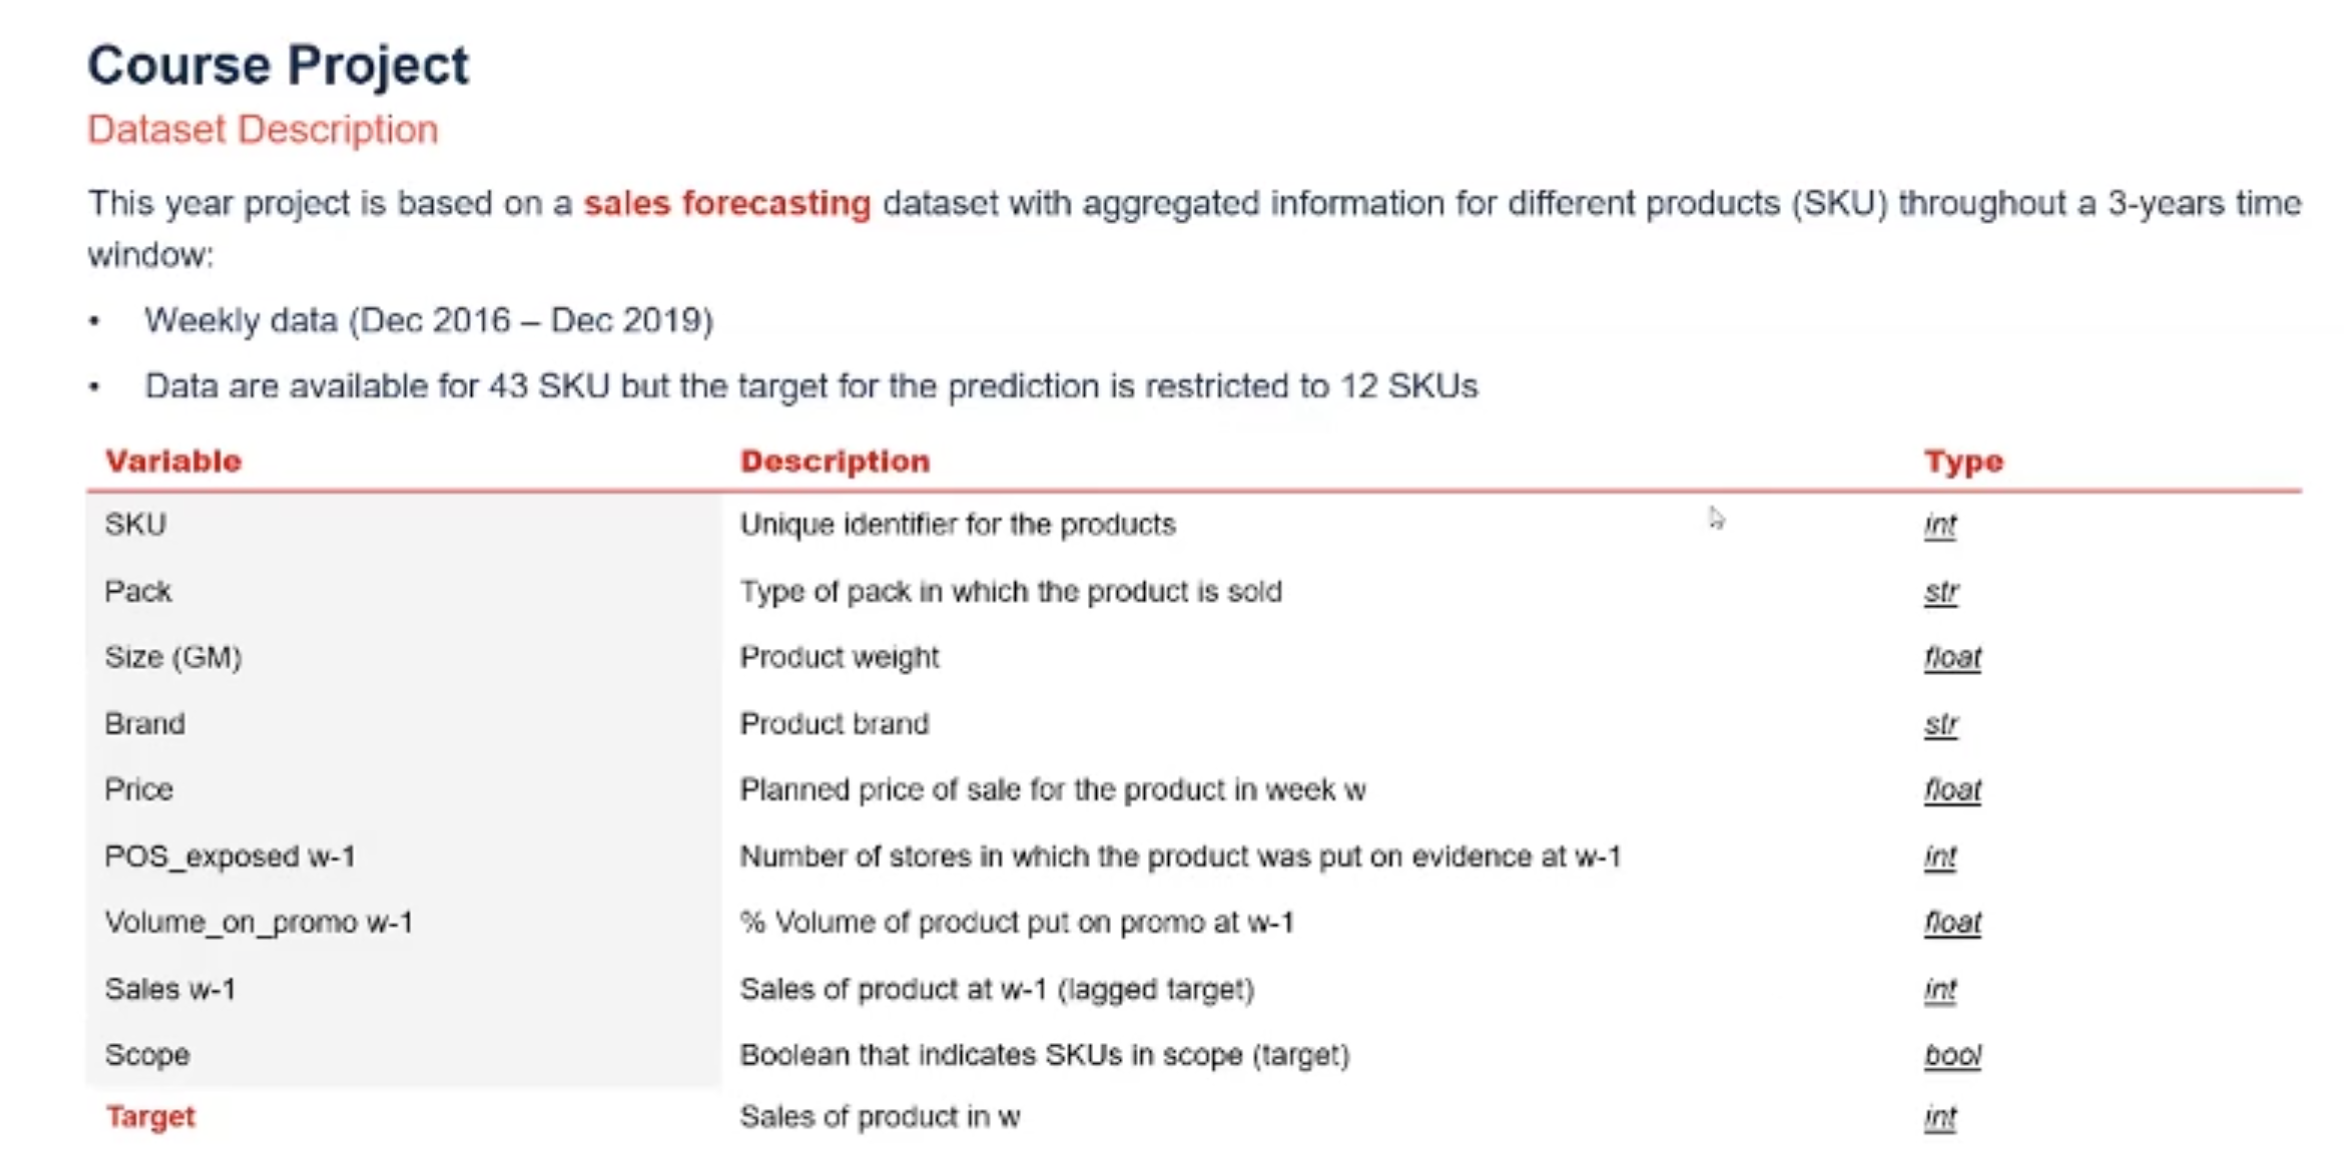 Course Project
Dataset Description
This year project is based on a sales forecasting dataset with aggregated information for different products (SKU) throughout a 3-years time
window:
• Weekly data (Dec 2016 – Dec 2019)
• Data are available for 43 SKU but the target for the prediction is restricted to 12 SKUs
Variable Description Type
SKU Unique identifier for the products int
Pack Type of pack in which the product is sold str
Size (GM) Product weight float
Brand Product brand str
Price Planned price of sale for the product in week w float
POS_exposed w-1 Number of stores in which the product was put on evidence at w-1 int
Volume_on_promo w-1 % Volume of product put on promo at w-1 float
Sales w-1 Sales of product at w-1 (lagged target) int
Scope Boolean that indicates SKUs in scope (target) bool
Target Sales of product in w int